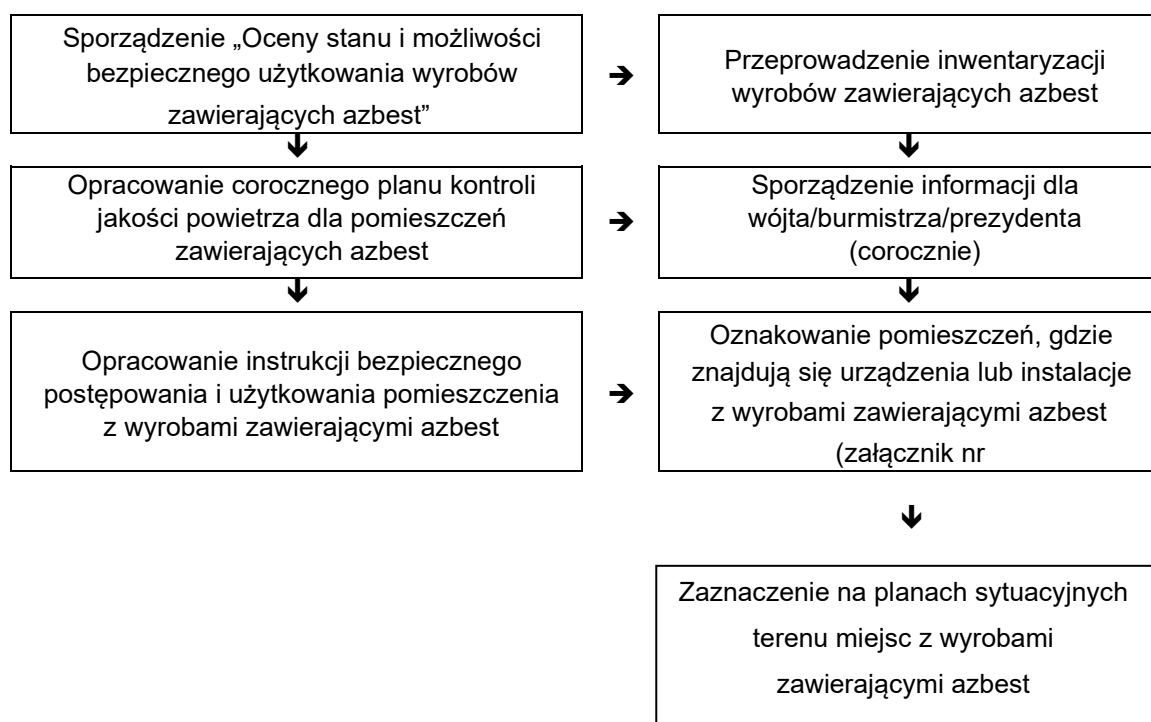 Sporządzenie „Oceny stanu i możliwości
bezpiecznego użytkowania wyrobów
zawierających azbest”
Przeprowadzenie inwentaryzacji
wyrobów zawierających azbest
Opracowanie corocznego planu kontroli
jakości powietrza dla pomieszczeń
zawierających azbest
Sporządzenie informacji dla
wójta/burmistrza/prezydenta
(corocznie)
Opracowanie instrukcji bezpiecznego
postępowania i użytkowania pomieszczenia
z wyrobami zawierającymi azbest
Oznakowanie pomieszczeń, gdzie
znajdują się urządzenia lub instalacje
z wyrobami zawierającymi azbest
(załącznik nr
Zaznaczenie na planach sytuacyjnych
terenu miejsc z wyrobami
zawierającymi azbest